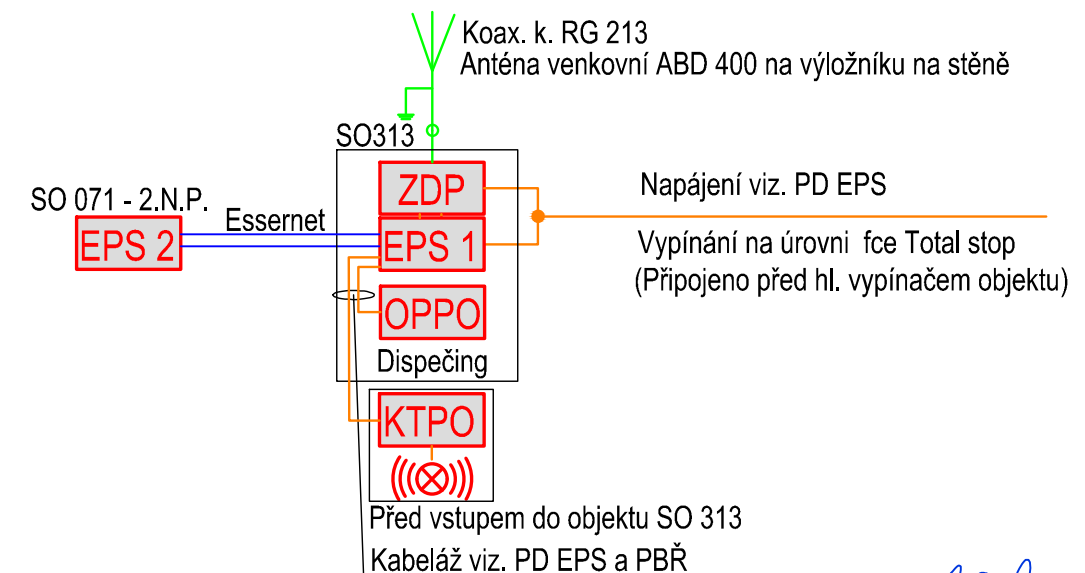 Koax. k. RG 213
Anténa venkovní ABD 400 na výložníku na stěně
SO313
ZDP
SO 071 - 2.N.P.
Essernet
EPS 2
EPS 1
Napájení viz. PD EPS
Vypínání na úrovni fce Total stop
(Připojeno před hl. vypínačem objektu)
OPPO
Dispečing
KTPO
Před vstupem do objektu SO 313
Kabeláž viz. PD EPS a PBŘ